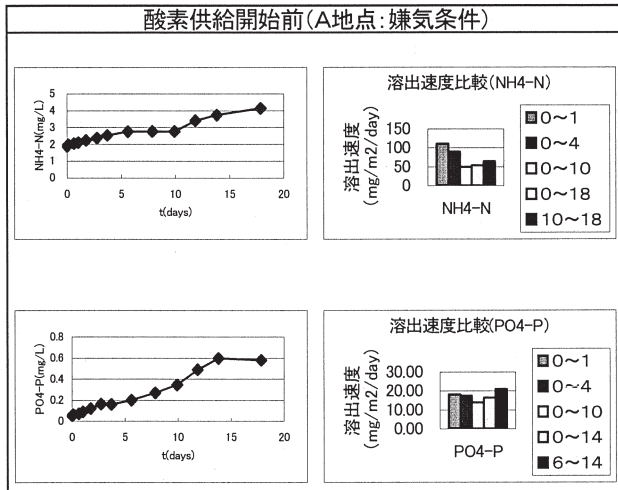 酸素供給開始前(A地点:嫌気条件)
NH4-N(mg/L)
5
4
3
2
1
0
0 5 10 15 20
t(days)
溶出速度比較(NH4-N)
溶出速度
(mg/m2/day)
150
100
50
0
NH4-N
0～1
0～4
0～10
0～18
10～18
PO4-P(mg/L)
0.8
0.6
0.4
0.2
0
0 5 10 15 20
t(days)
溶出速度比較(PO4-P)
溶出速度
(mg/m2/day)
30.00
20.00
10.00
0.00
PO4-P
0～1
0～4
0～10
0～14
6～14